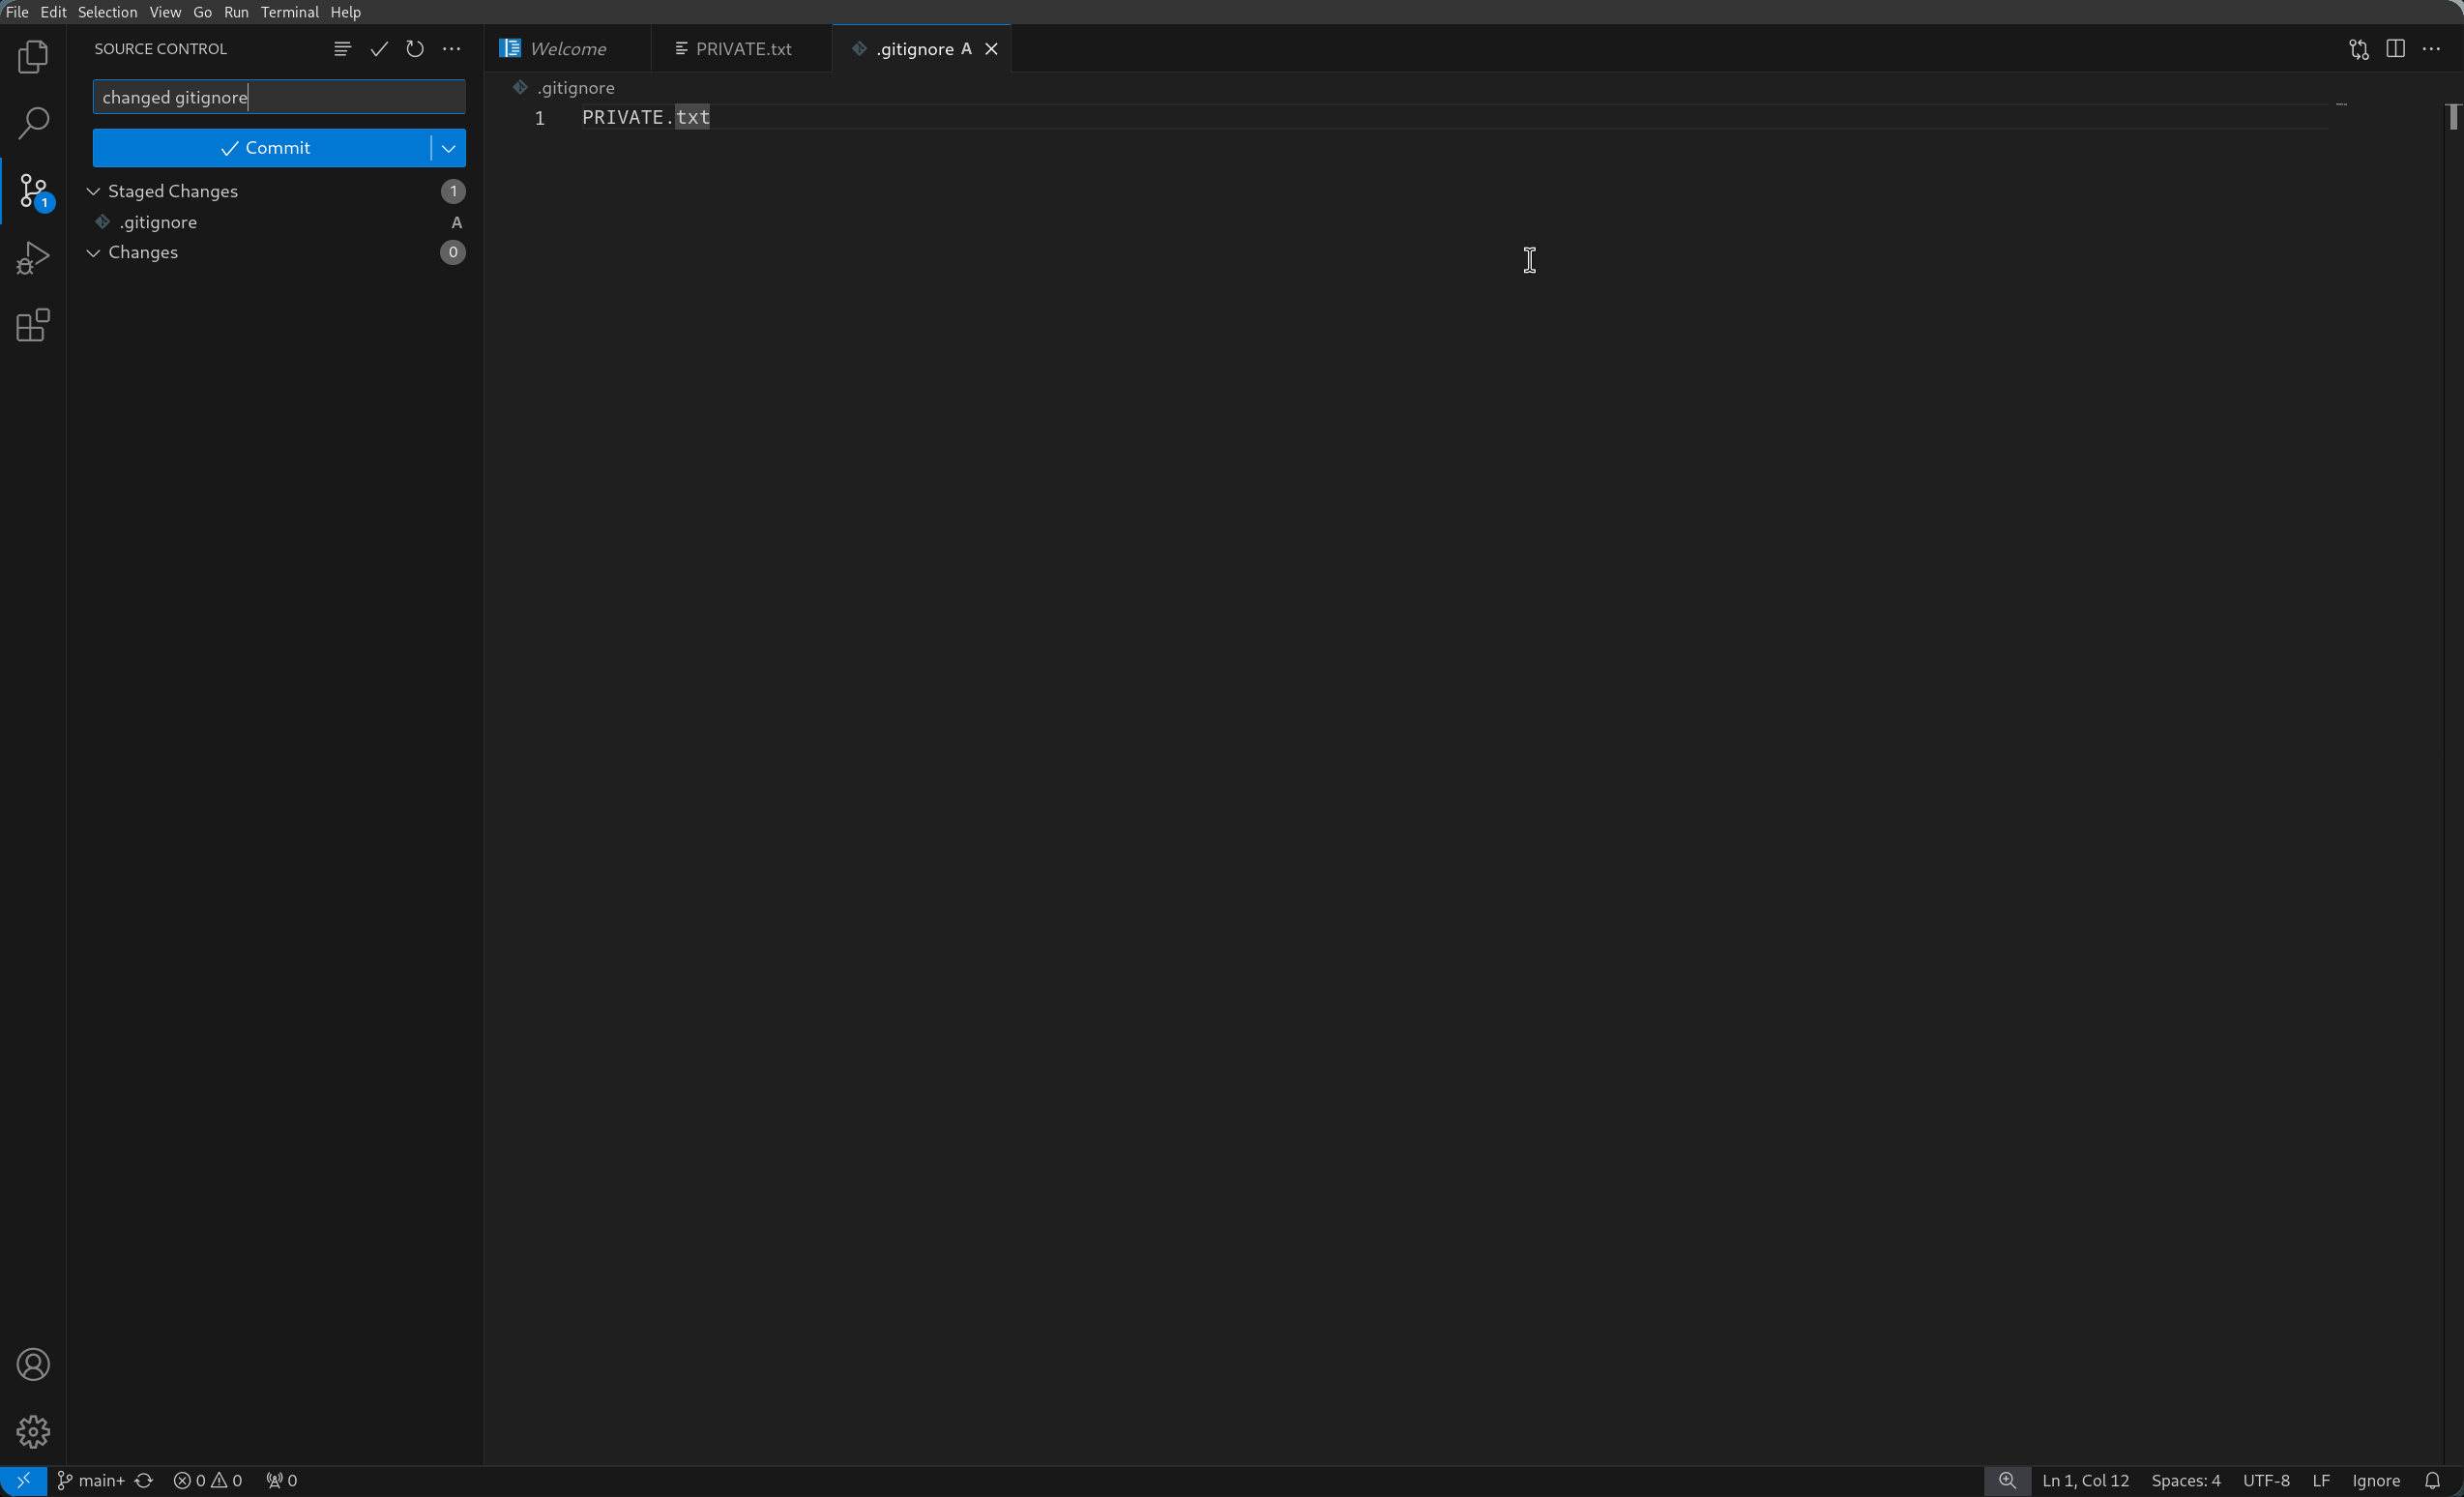 File Edit Selection View Go Run Terminal Help
SOURCE CONTROL
changed gitignore
Commit
Staged Changes 1
.gitignore A
Changes 0
Welcome PRIVATE.txt .gitignore A
.gitignore
1 PRIVATE.txt
1
main+ 0 0 0 Ln 1, Col 12 Spaces: 4 UTF-8 LF Ignore